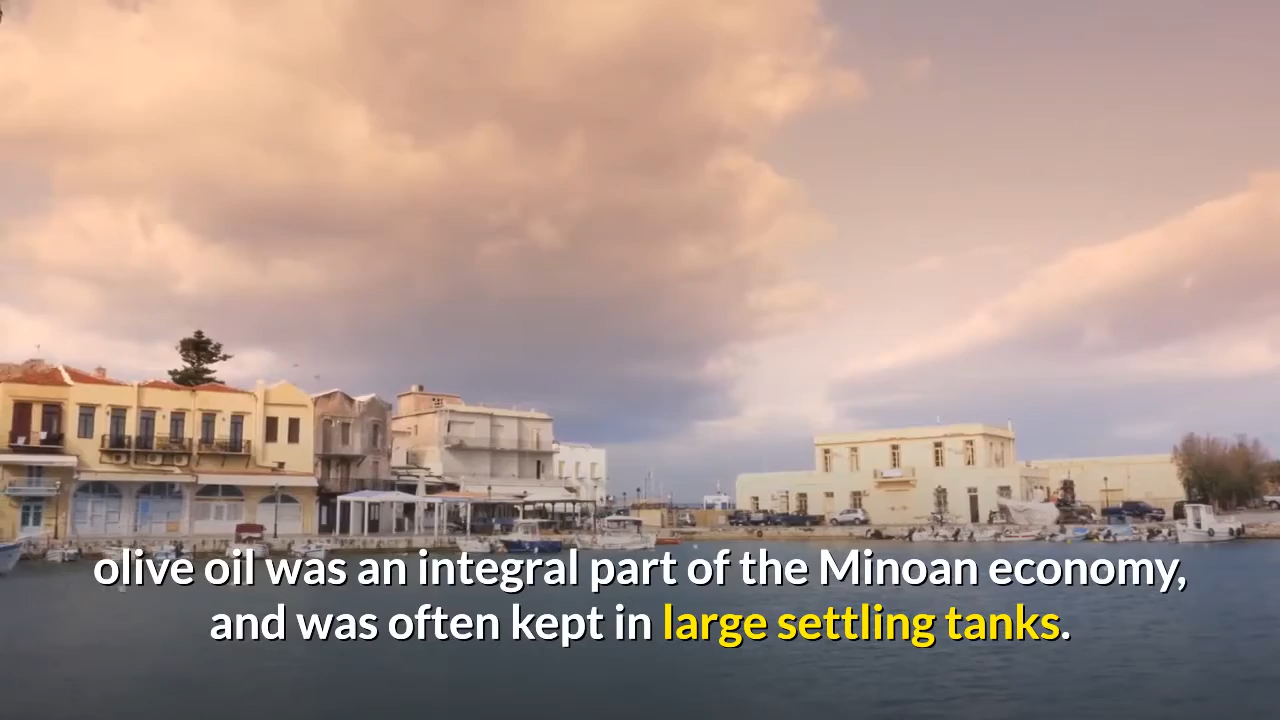 olive oil was an integral part of the Minoan economy,
and was often kept in large settling tanks.